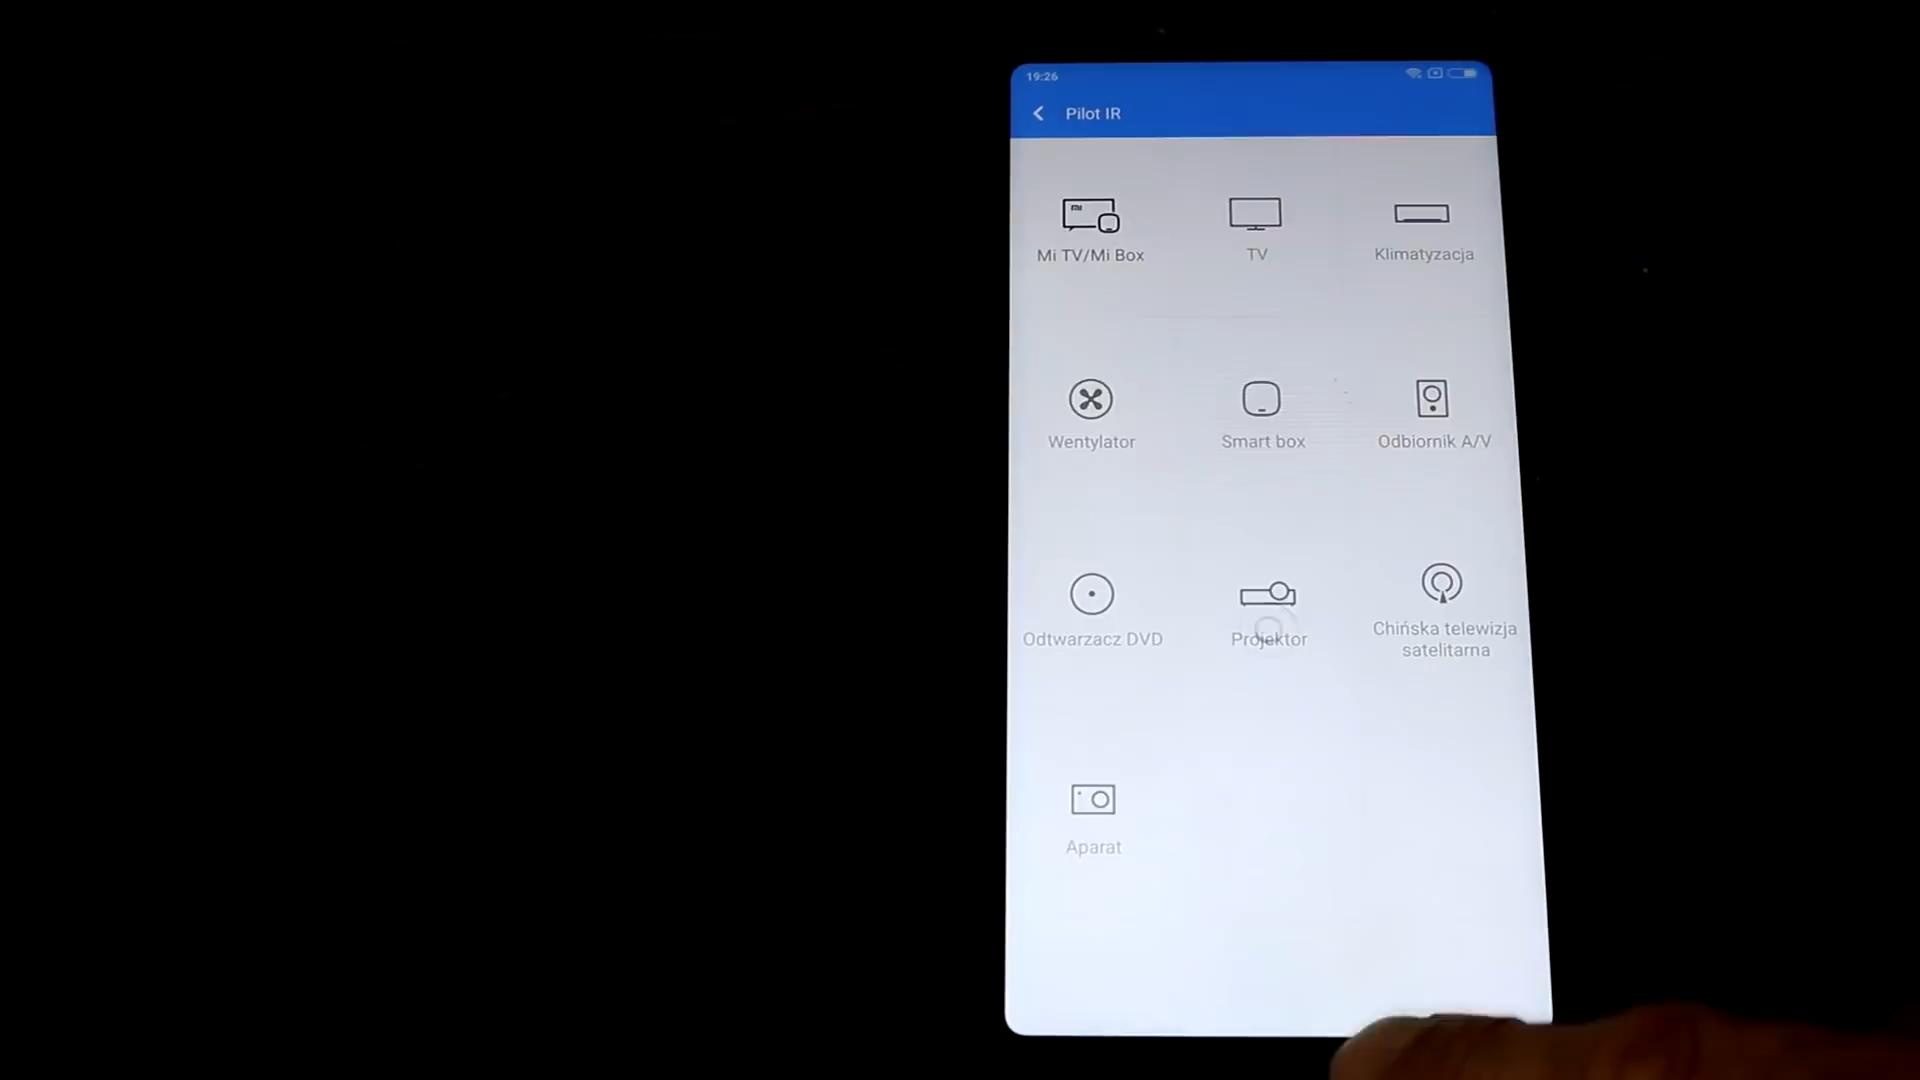 19:26
Pilot IR
mi
Mi TV/Mi Box
TV
Klimatyzacja
Wentylator
Smart box
Odbiornik A/V
Odtwarzacz DVD
Projektor
Chińska telewizja
satelitarna
Aparat